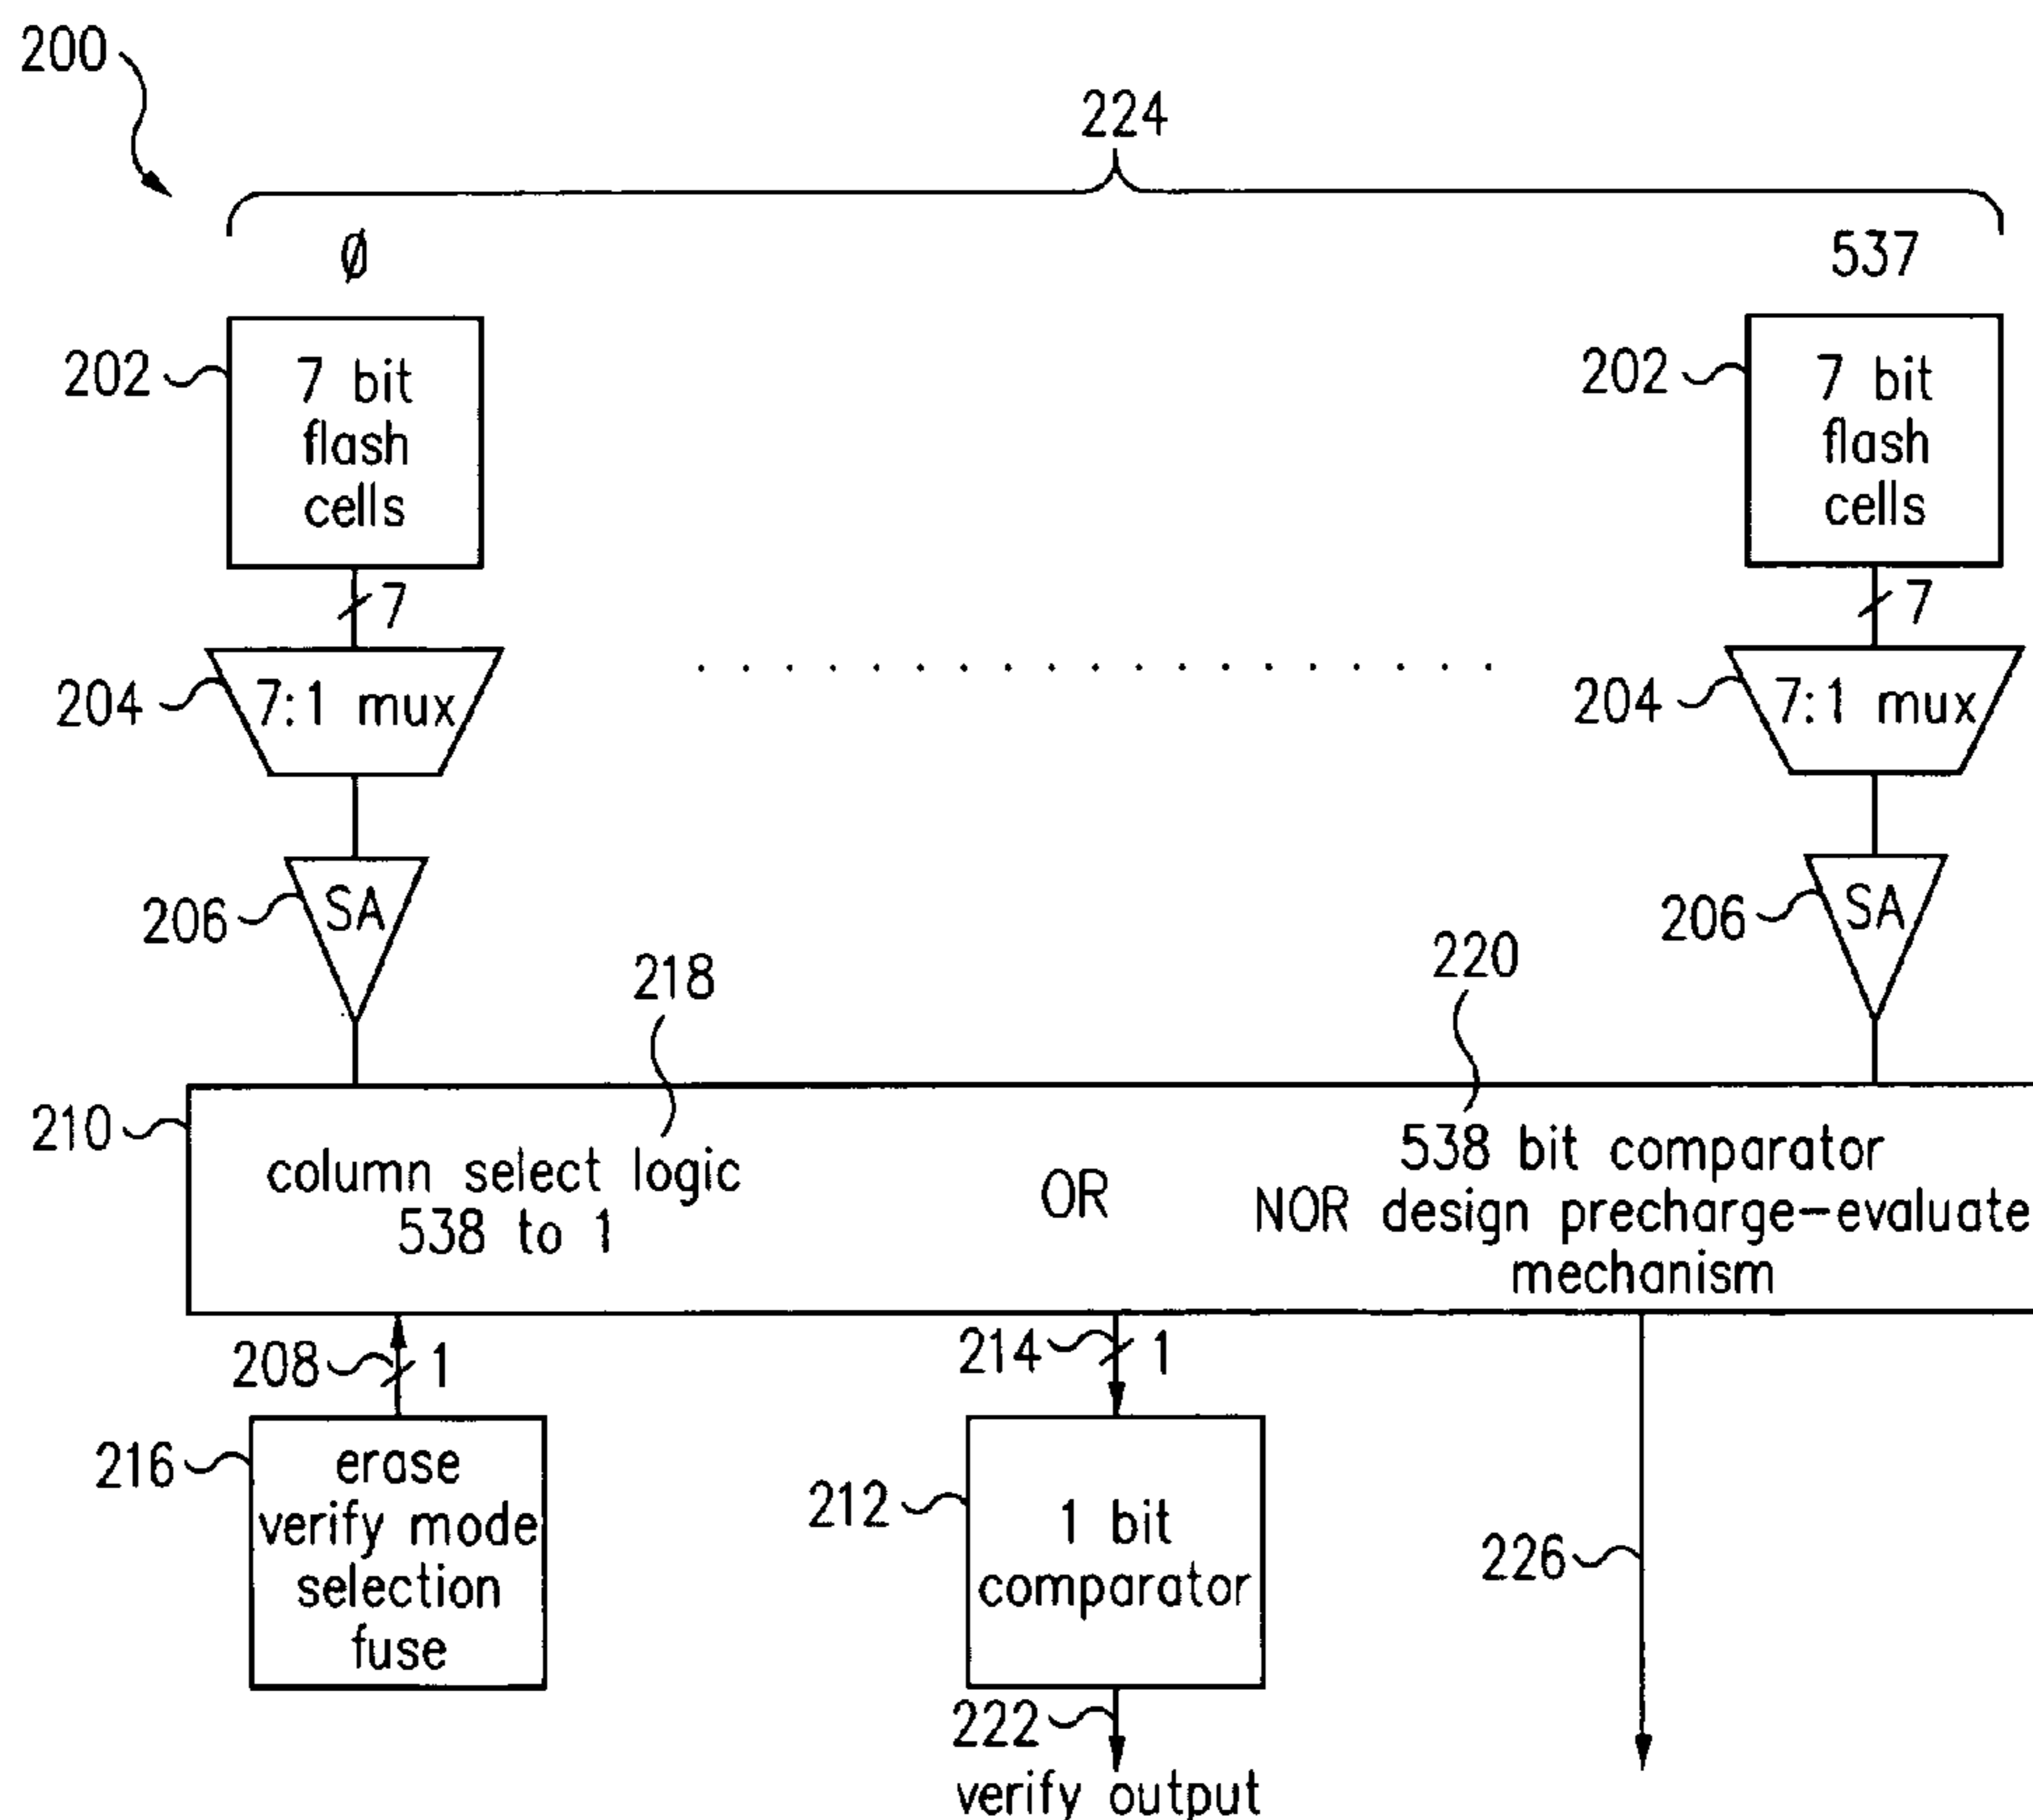 200
224
Ø
537
202
7 bit
flash
cells
202
7 bit
flash
cells
7
7
204
7:1 mux
204
7:1 mux
206
SA
206
SA
218
220
210
column select logic
538 to 1
OR
538 bit comparator
NOR design precharge-evaluate
mechanism
208
1
214
1
216
erase
verify mode
selection
fuse
212
1 bit
comparator
226
222
verify output